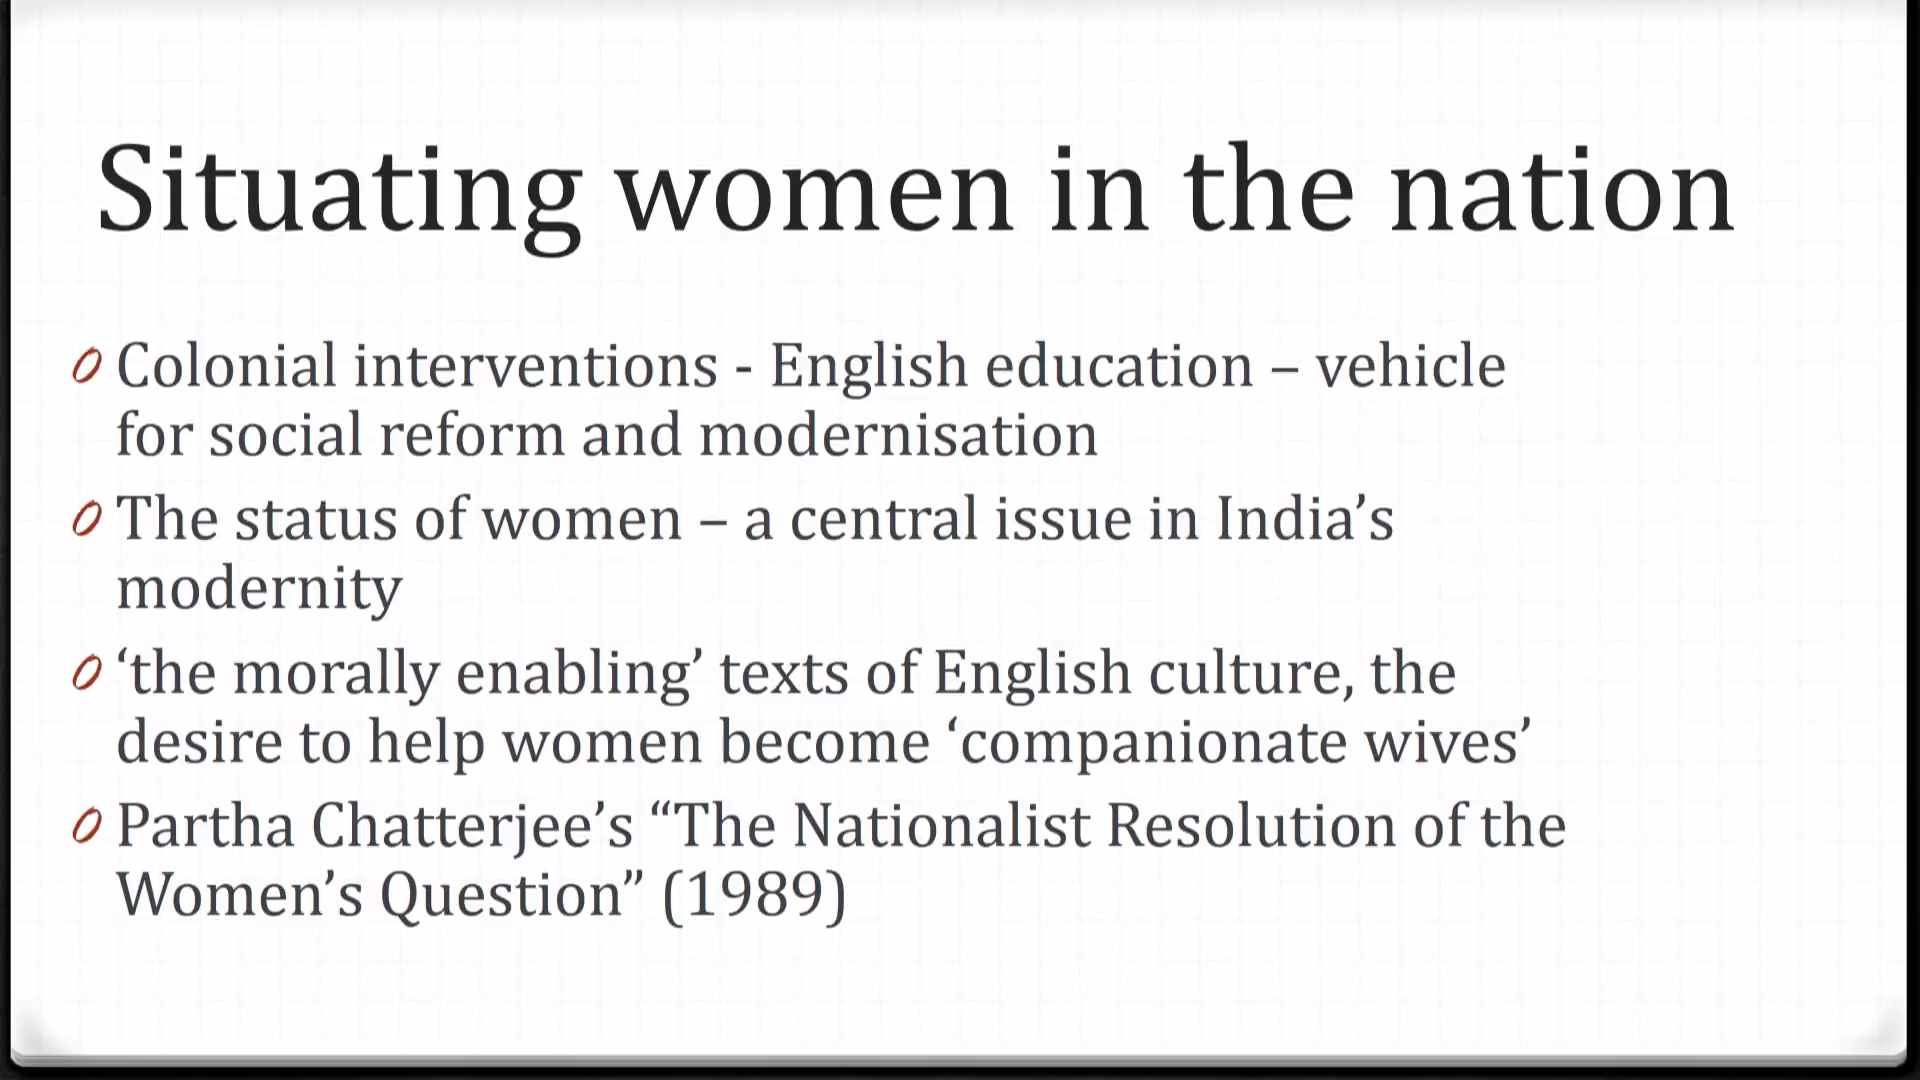 Situating women in the nation
Colonial interventions - English education – vehicle
for social reform and modernisation
The status of women – a central issue in India’s
modernity
‘the morally enabling’ texts of English culture, the
desire to help women become ‘companionate wives’
Partha Chatterjee’s “The Nationalist Resolution of the
Women’s Question” (1989)